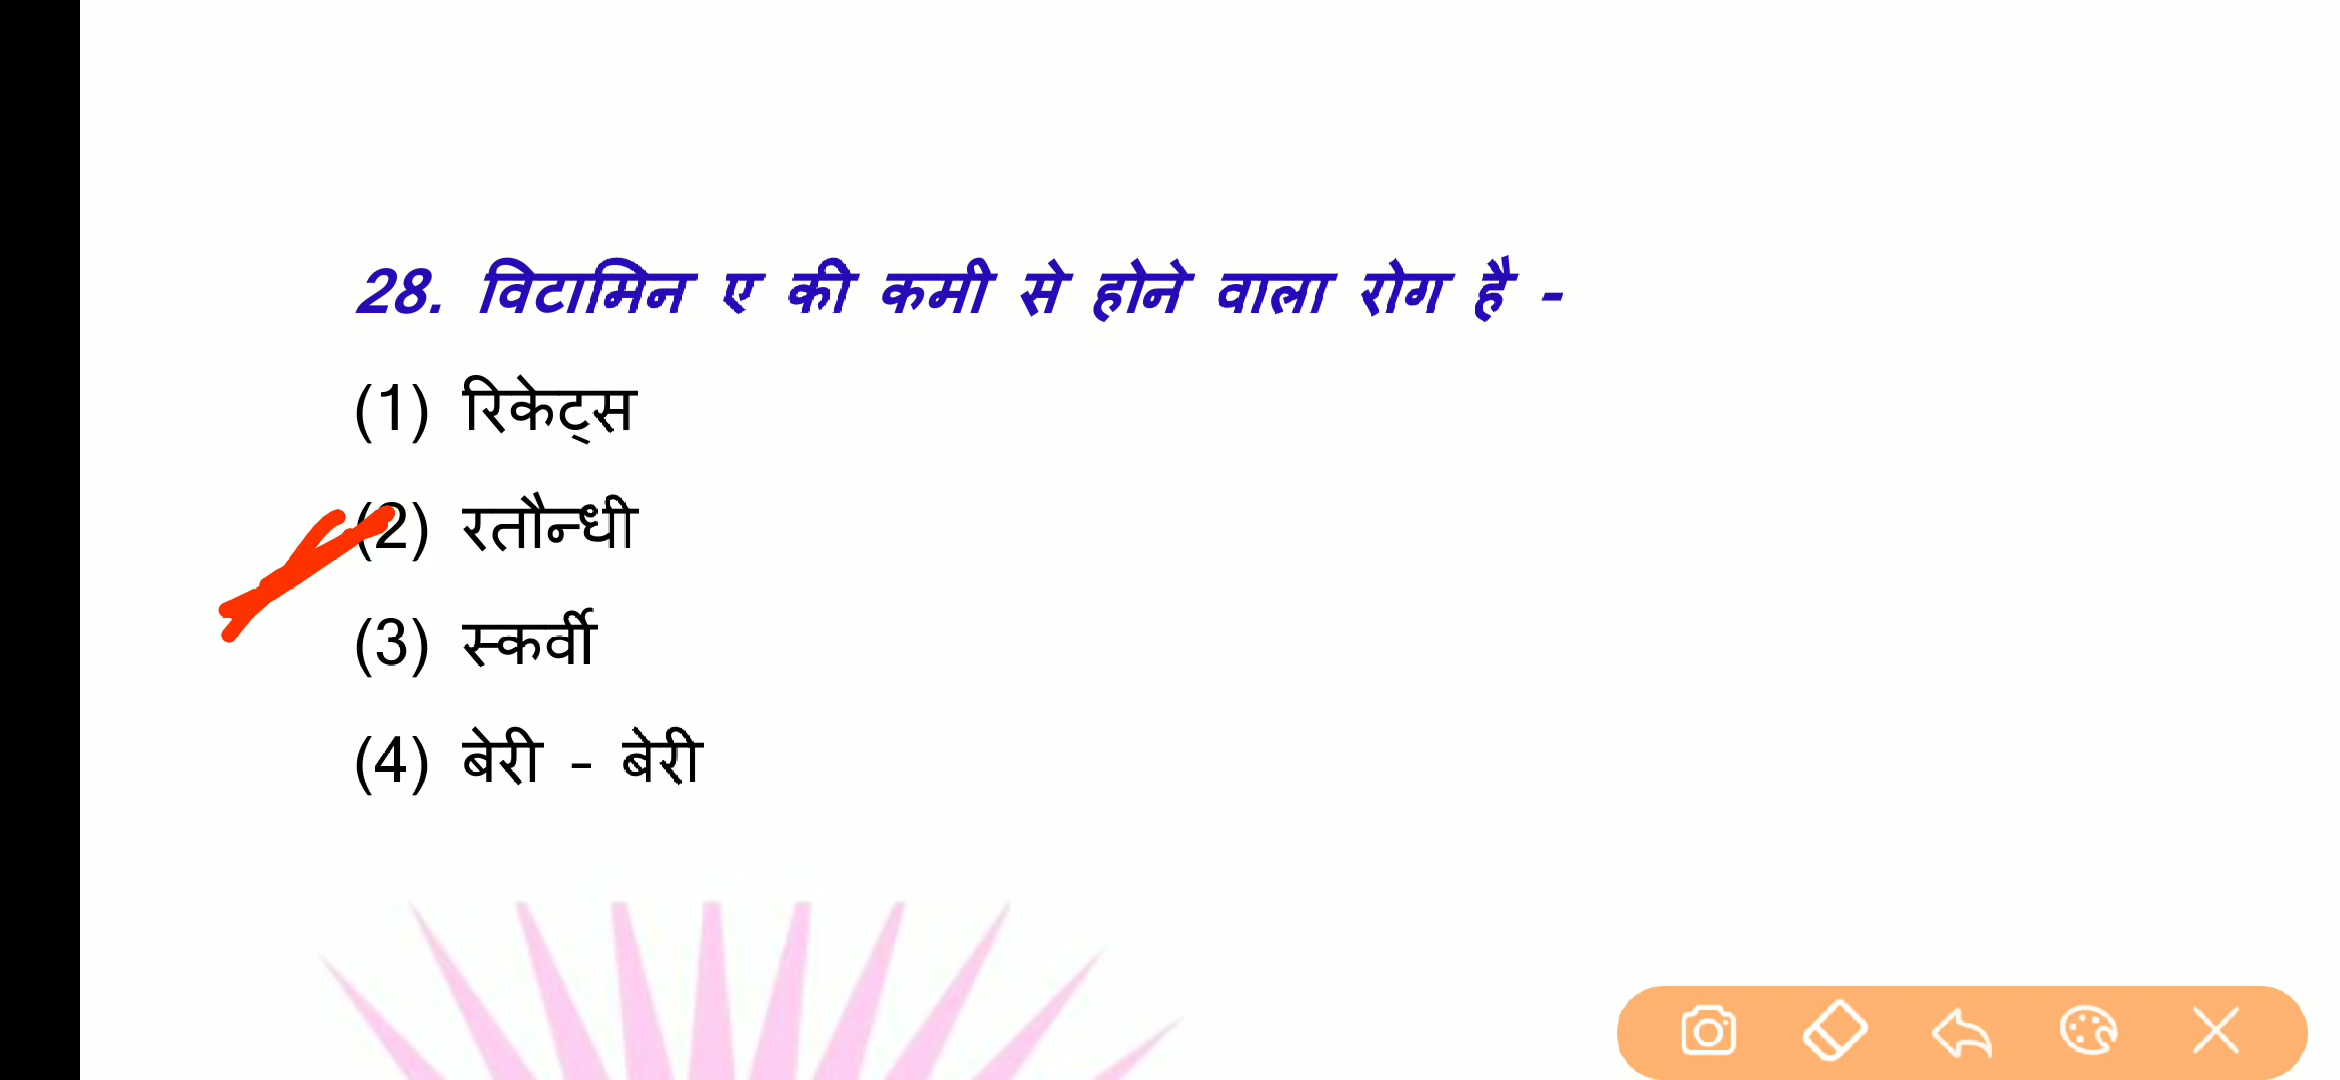 28. विटामिन ए की कमी से होने वाला रोग है -
(1) रिकेट्स
(2) रतौन्धी
(3) स्कर्वी
(4) बेरी - बेरी